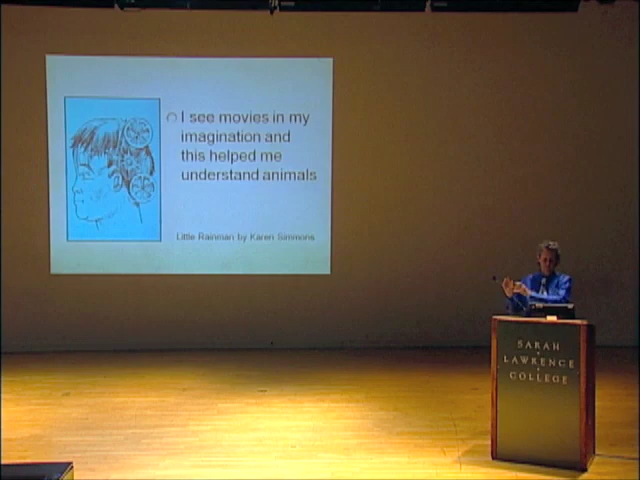 I see movies in my
imagination and
this helped me
understand animals
Little Rainman by Karen Simmons
SARAH
LAWRENCE
COLLEGE